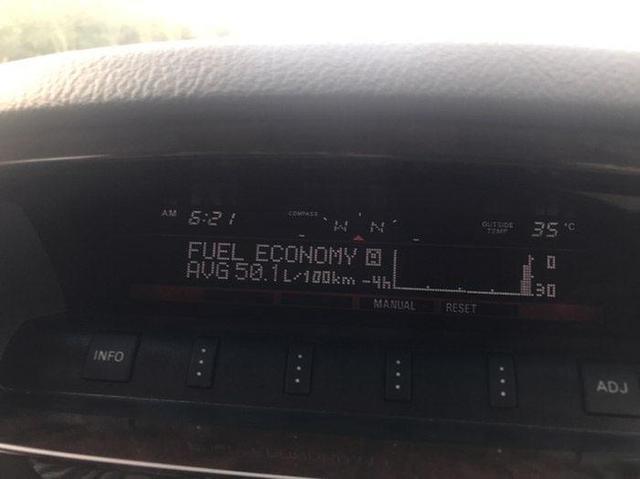 AM 6:21 COMPASS W N OUTSIDE TEMP 35 °C
FUEL ECONOMY 0
AVG 50.1L/100km -4h 30
MANUAL RESET
INFO ADJ